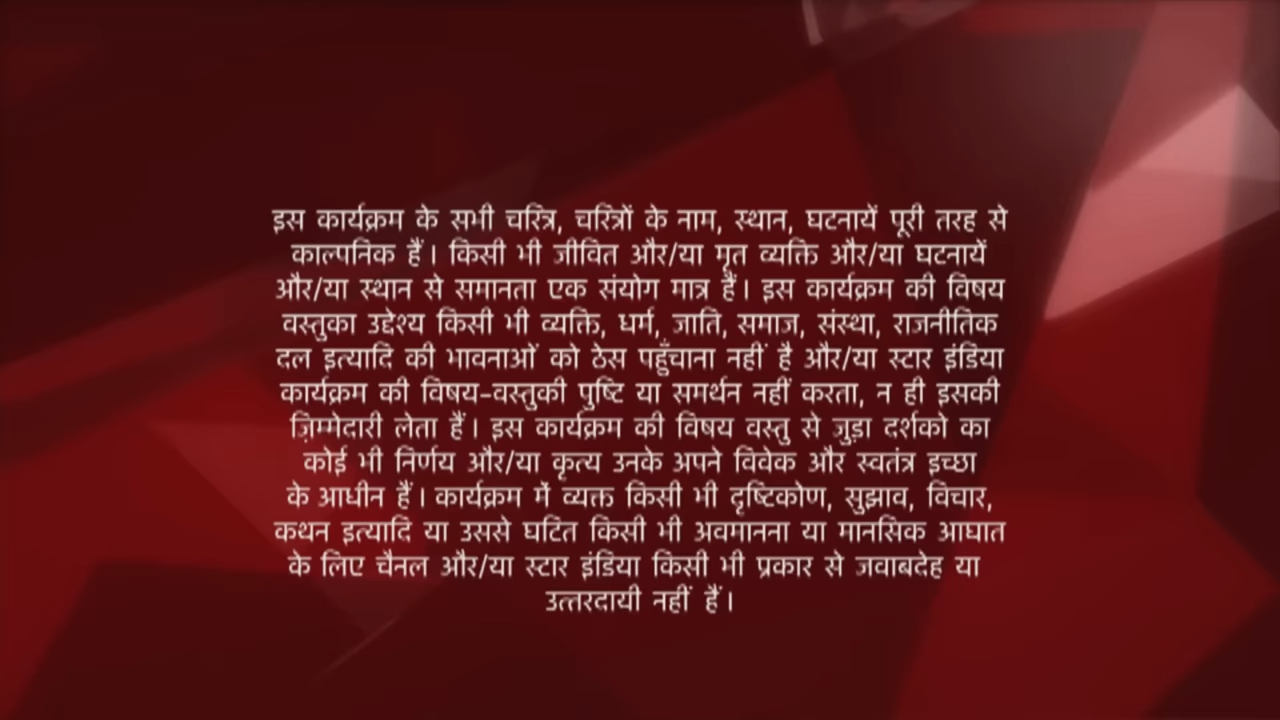 इस कार्यक्रम के सभी चरित्र, चरित्रों के नाम, स्थान, घटनायें पूरी तरह से
काल्पनिक हैं। किसी भी जीवित और/या मृत व्यक्ति और/या घटनायें
और/या स्थान से समानता एक संयोग मात्र हैं। इस कार्यक्रम की विषय
वस्तुका उद्देश्य किसी भी व्यक्ति, धर्म, जाति, समाज, संस्था, राजनीतिक
दल इत्यादि की भावनाओं को ठेस पहुँचाना नहीं है और/या स्टार इंडिया
कार्यक्रम की विषय-वस्तुकी पुष्टि या समर्थन नहीं करता, न ही इसकी
ज़िम्मेदारी लेता हैं। इस कार्यक्रम की विषय वस्तु से जुड़ा दर्शको का
कोई भी निर्णय और/या कृत्य उनके अपने विवेक और स्वतंत्र इच्छा
के आधीन हैं। कार्यक्रम में व्यक्त किसी भी दृष्टिकोण, सुझाव, विचार,
कथन इत्यादि या उससे घटित किसी भी अवमानना या मानसिक आघात
के लिए चैनल और/या स्टार इंडिया किसी भी प्रकार से जवाबदेह या
उत्तरदायी नहीं हैं।